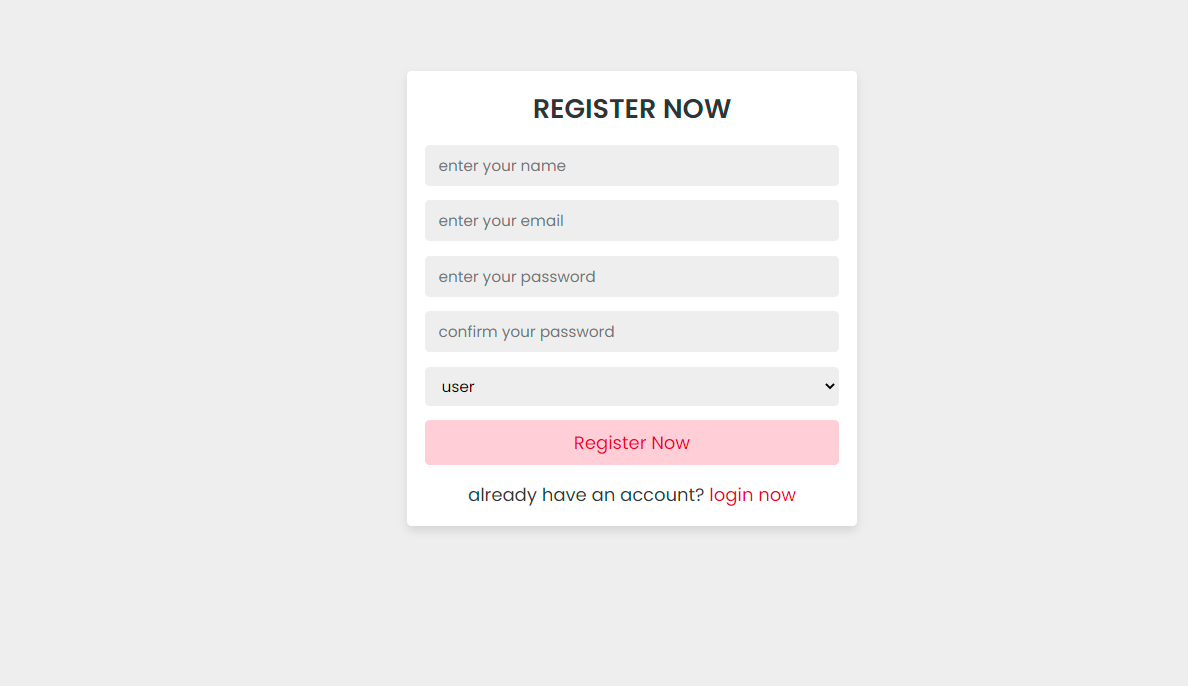 REGISTER NOW
enter your name
enter your email
enter your password
confirm your password
user
Register Now
already have an account? login now